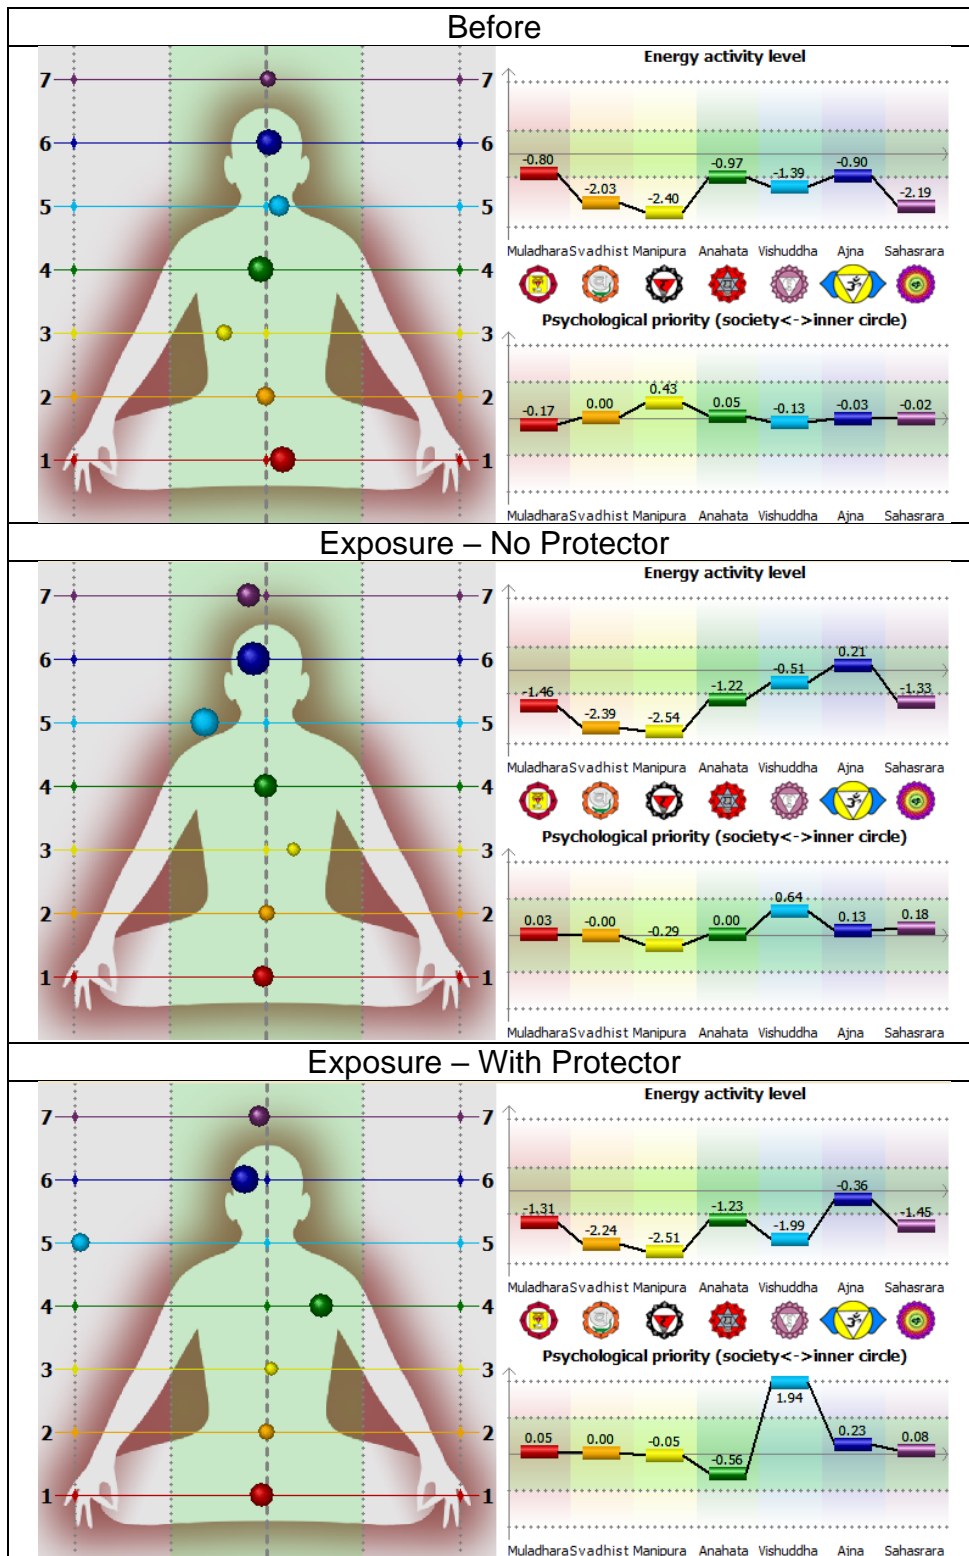 Before
Energy activity level
7 7
6 6
5 5
4 4
3 3
2 2
1 1
-0.80 -2.03 -2.40 -0.97 -1.39 -0.90 -2.19
Muladhara Svadhist Manipura Anahata Vishuddha Ajna Sahasrara
Psychological priority (society<->inner circle)
-0.17 0.00 0.43 0.05 -0.13 -0.03 -0.02
Muladhara Svadhist Manipura Anahata Vishuddha Ajna Sahasrara
Exposure – No Protector
Energy activity level
7 7
6 6
5 5
4 4
3 3
2 2
1 1
-1.46 -2.39 -2.54 -1.22 -0.51 0.21 -1.33
Muladhara Svadhist Manipura Anahata Vishuddha Ajna Sahasrara
Psychological priority (society<->inner circle)
0.03 -0.00 -0.29 0.00 0.64 0.13 0.18
Muladhara Svadhist Manipura Anahata Vishuddha Ajna Sahasrara
Exposure – With Protector
Energy activity level
7 7
6 6
5 5
4 4
3 3
2 2
1 1
-1.31 -2.24 -2.51 -1.23 -1.99 -0.36 -1.45
Muladhara Svadhist Manipura Anahata Vishuddha Ajna Sahasrara
Psychological priority (society<->inner circle)
0.05 0.00 -0.05 -0.56 1.94 0.23 0.08
Muladhara Svadhist Manipura Anahata Vishuddha Ajna Sahasrara